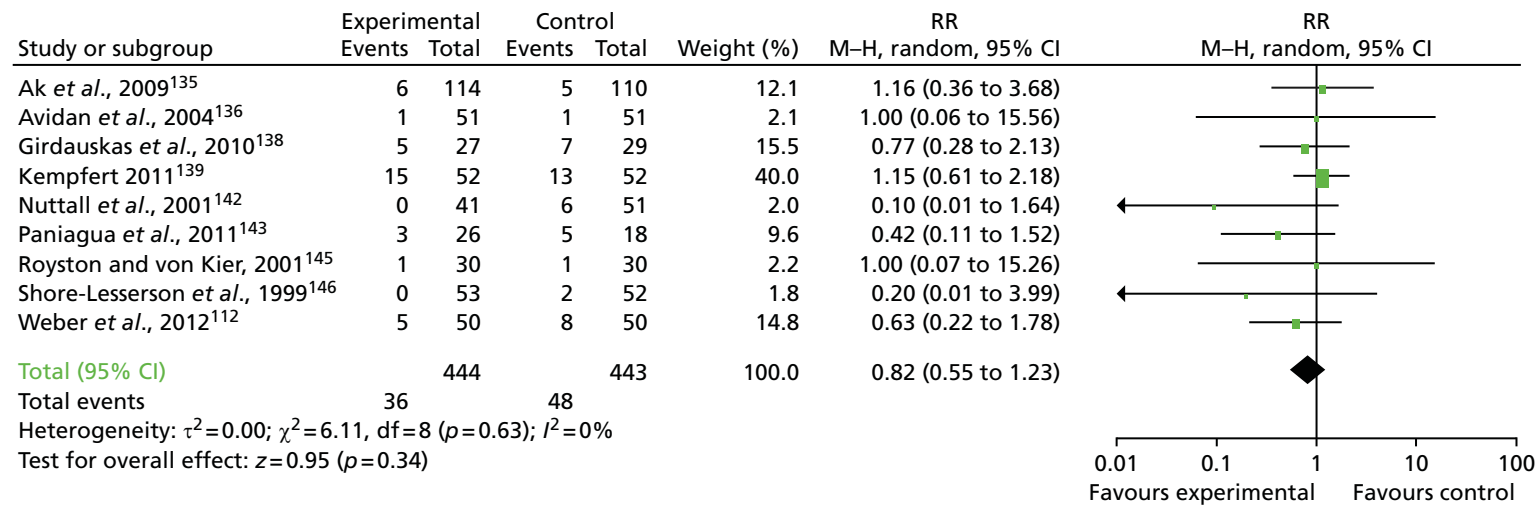 Experimental Control RR RR
Study or subgroup Events Total Events Total Weight (%) M–H, random, 95% CI M–H, random, 95% CI
Ak et al., 2009¹³⁵ 6 114 5 110 12.1 1.16 (0.36 to 3.68)
Avidan et al., 2004¹³⁶ 1 51 1 51 2.1 1.00 (0.06 to 15.56)
Girdauskas et al., 2010¹³⁸ 5 27 7 29 15.5 0.77 (0.28 to 2.13)
Kempfert 2011¹³⁹ 15 52 13 52 40.0 1.15 (0.61 to 2.18)
Nuttall et al., 2001¹⁴² 0 41 6 51 2.0 0.10 (0.01 to 1.64)
Paniagua et al., 2011¹⁴³ 3 26 5 18 9.6 0.42 (0.11 to 1.52)
Royston and von Kier, 2001¹⁴⁵ 1 30 1 30 2.2 1.00 (0.07 to 15.26)
Shore-Lesserson et al., 1999¹⁴⁶ 0 53 2 52 1.8 0.20 (0.01 to 3.99)
Weber et al., 2012¹¹² 5 50 8 50 14.8 0.63 (0.22 to 1.78)
Total (95% CI) 444 443 100.0 0.82 (0.55 to 1.23)
Total events 36 48
Heterogeneity: τ²=0.00; χ²=6.11, df=8 (p=0.63); I²=0%
Test for overall effect: z=0.95 (p=0.34)
0.01 0.1 1 10 100
Favours experimental Favours control